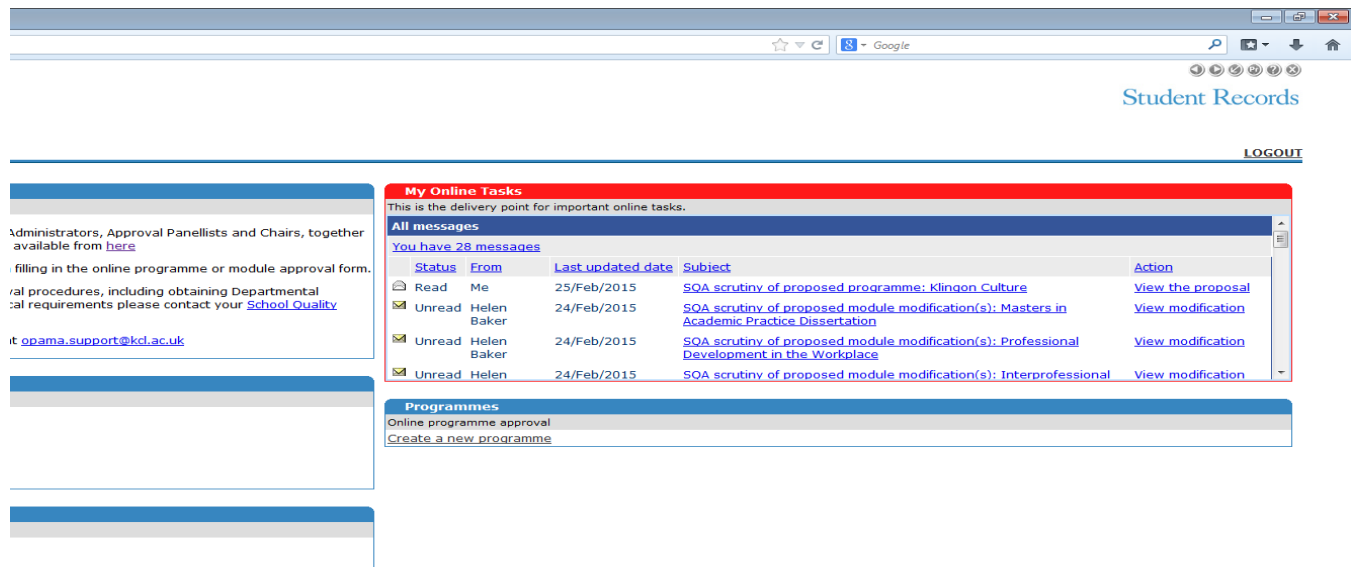 Google
Student Records
LOGOUT
Administrators, Approval Panellists and Chairs, together
available from here
filling in the online programme or module approval form.
val procedures, including obtaining Departmental
cal requirements please contact your School Quality
at opama.support@kcl.ac.uk
My Online Tasks
This is the delivery point for important online tasks.
All messages
You have 28 messages
Status From Last updated date Subject Action
Read Me 25/Feb/2015 SQA scrutiny of proposed programme: Klingon Culture View the proposal
Unread Helen 24/Feb/2015 SQA scrutiny of proposed module modification(s): Masters in View modification
Baker Academic Practice Dissertation
Unread Helen 24/Feb/2015 SQA scrutiny of proposed module modification(s): Professional View modification
Baker Development in the Workplace
Unread Helen 24/Feb/2015 SQA scrutiny of proposed module modification(s): Interprofessional View modification
Programmes
Online programme approval
Create a new programme